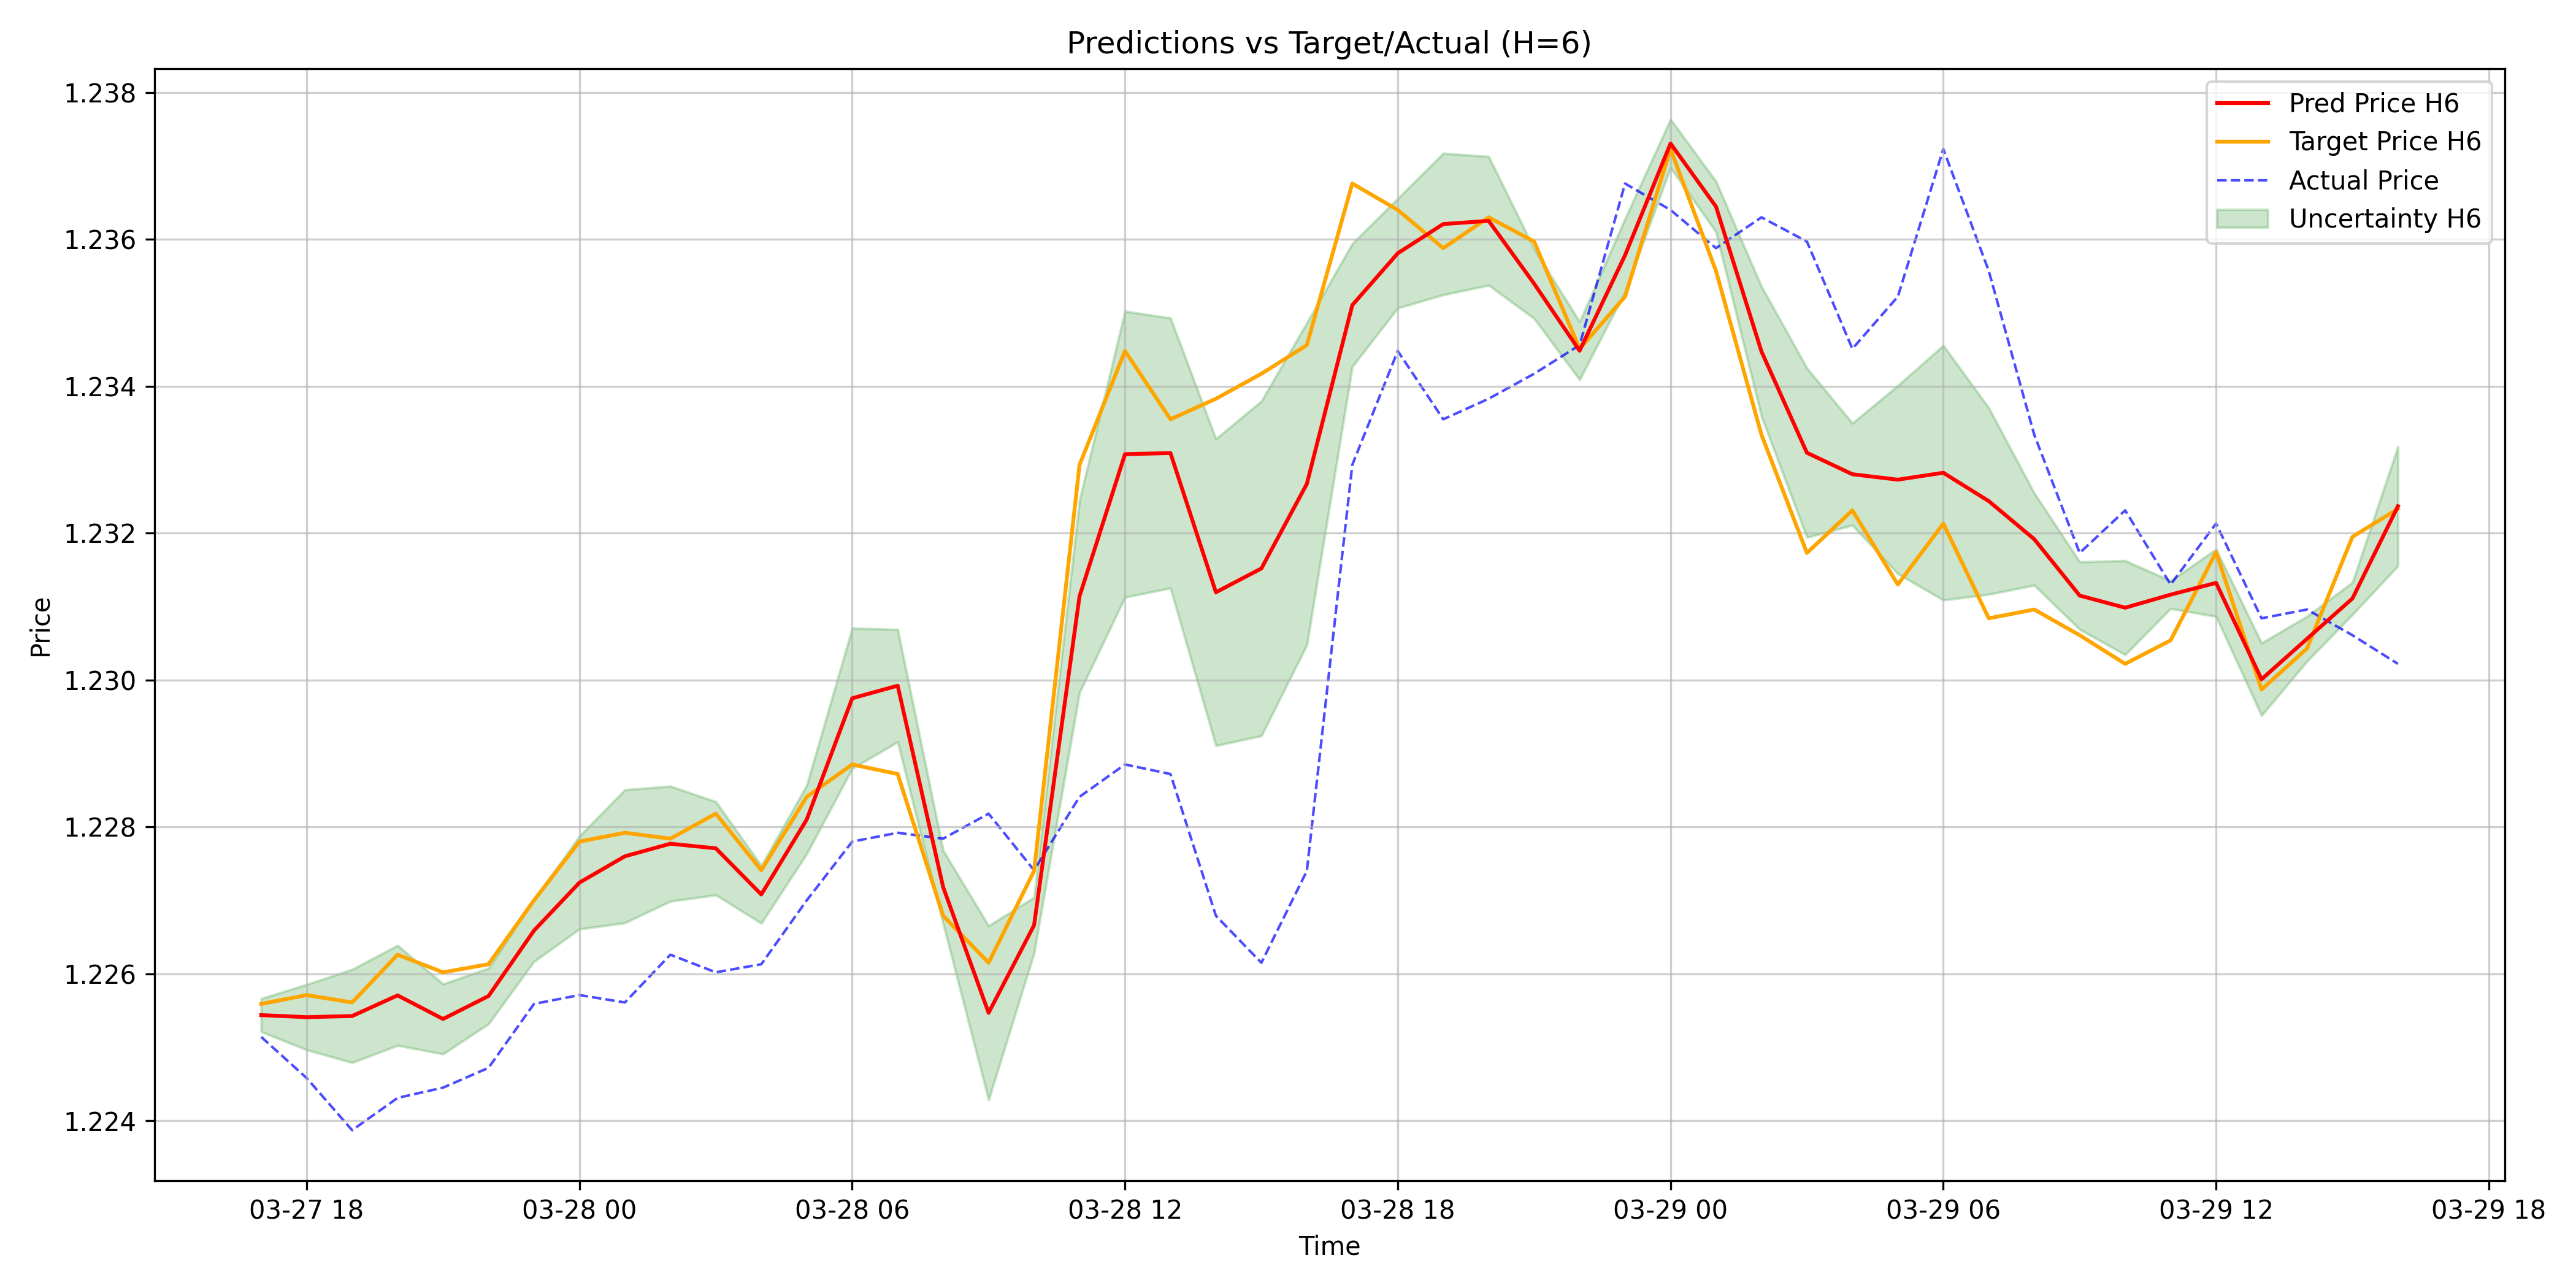 Predictions vs Target/Actual (H=6)
1.238
1.236
1.234
1.232
1.230
1.228
1.226
1.224
Price
Pred Price H6
Target Price H6
Actual Price
Uncertainty H6
03-27 18
03-28 00
03-28 06
03-28 12
03-28 18
03-29 00
03-29 06
03-29 12
03-29 18
Time